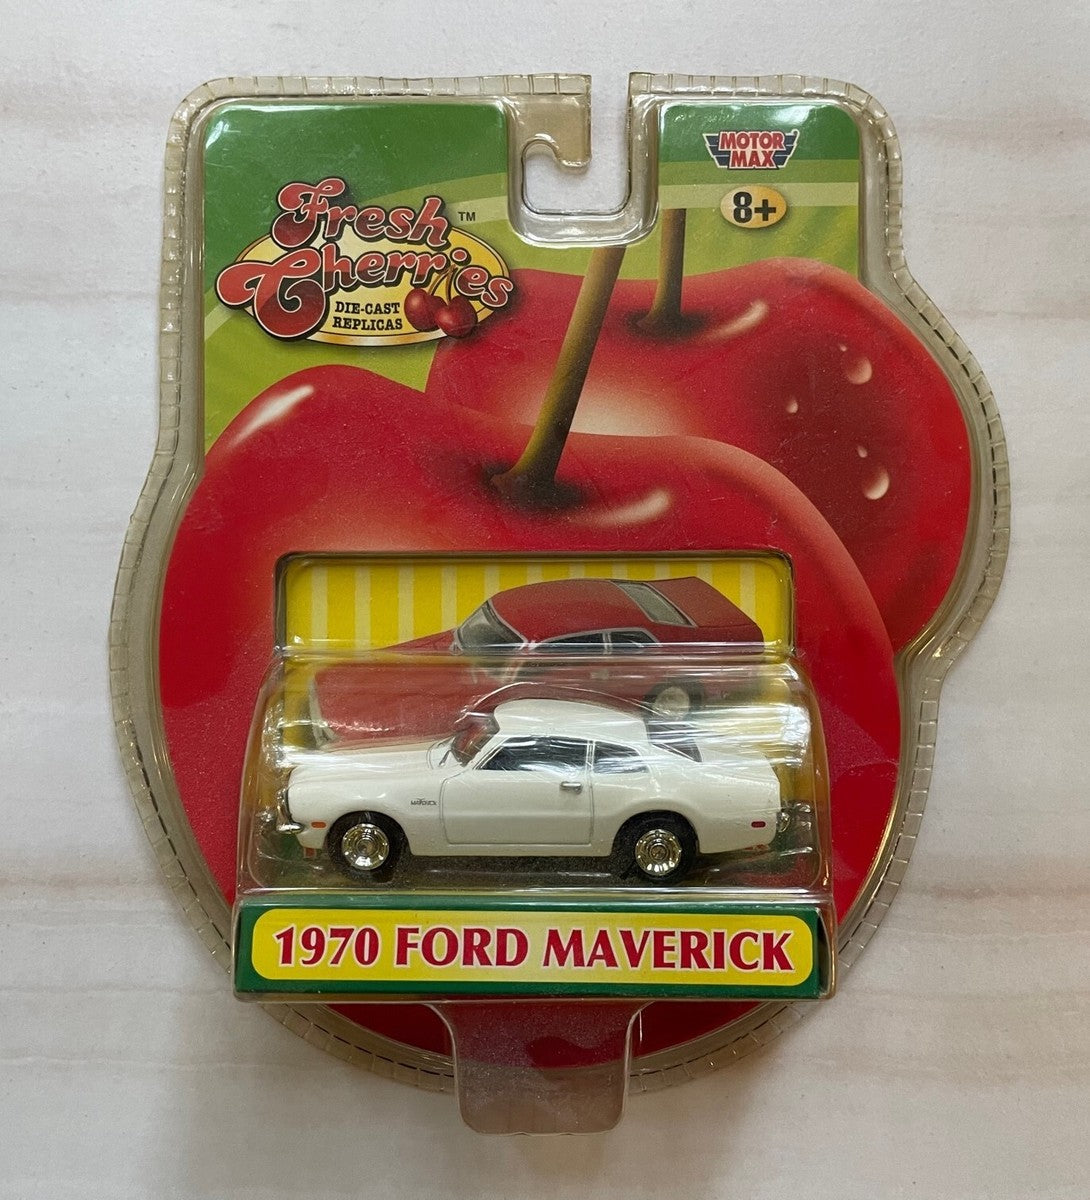 Fresh
Cherries
TM
DIE-CAST
REPLICAS
MOTOR
MAX
8+
MAVERICK
1970 FORD MAVERICK